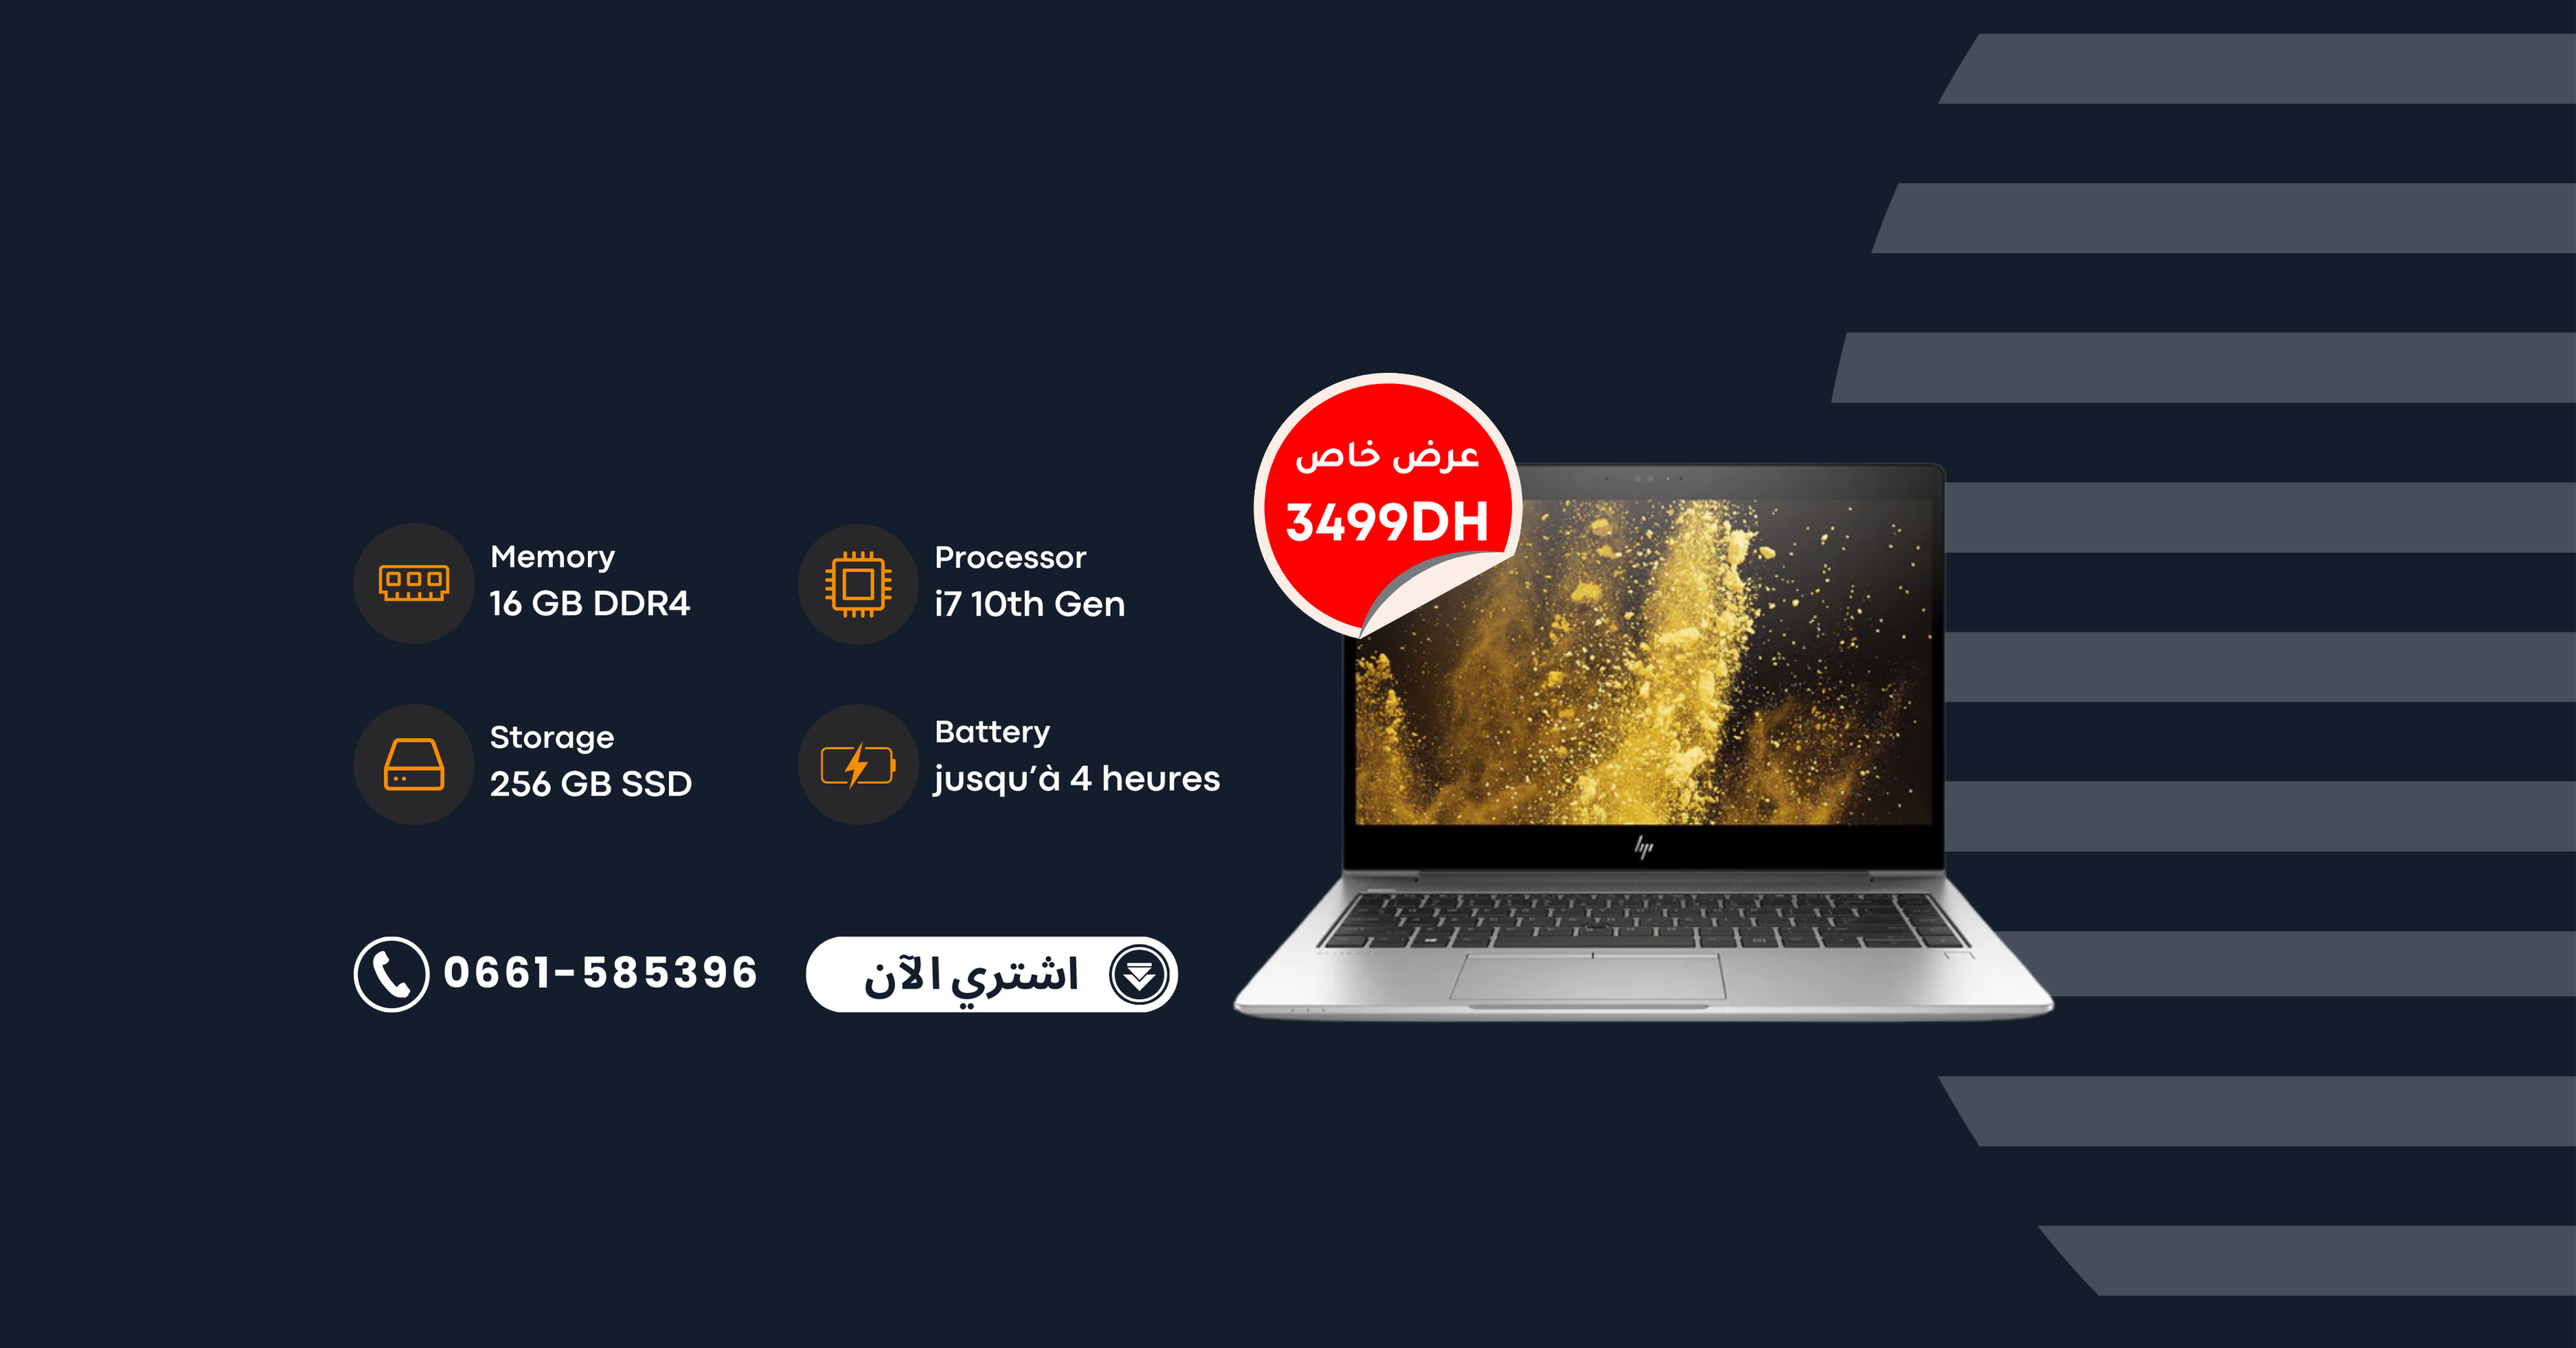 عرض خاص
3499DH
Memory
16 GB DDR4
Processor
i7 10th Gen
Storage
256 GB SSD
Battery
jusqu'à 4 heures
hp
0661-585396
اشتري الآن